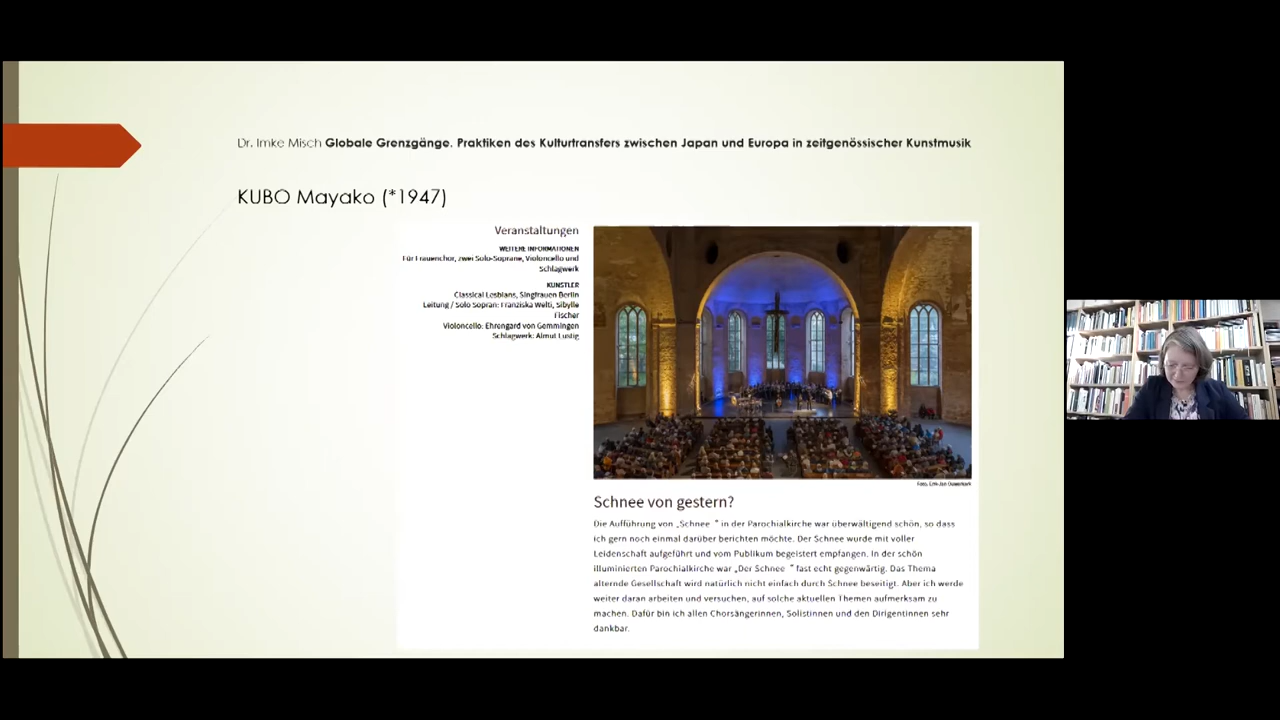 Dr. Imke Misch Globale Grenzgänge. Praktiken des Kulturtransfers zwischen Japan und Europa in zeitgenössischer Kunstmusik
KUBO Mayako (*1947)
Veranstaltungen
WEITERE INFORMATIONEN
Für Frauenchor, zwei Solo-Soprane, Violoncello und
Schlagwerk
KÜNSTLER
Classical Lesbians, Singfrauen Berlin
Leitung / Solo Sopran: Franziska Welti, Sibylle
Fischer
Violoncello: Ehrengard von Gemmingen
Schlagwerk: Almut Lustig
Schnee von gestern?
Die Aufführung von „Schnee " in der Parochialkirche war überwältigend schön, so dass
ich gern noch einmal darüber berichten möchte. Der Schnee wurde mit voller
Leidenschaft aufgeführt und vom Publikum begeistert empfangen. In der schön
illuminierten Parochialkirche war „Der Schnee " fast echt gegenwärtig. Das Thema
alternde Gesellschaft wird natürlich nicht einfach durch Schnee beseitigt. Aber ich werde
weiter daran arbeiten und versuchen, auf solche aktuellen Themen aufmerksam zu
machen. Dafür bin ich allen Chorsängerinnen, Solistinnen und den Dirigentinnen sehr
dankbar.